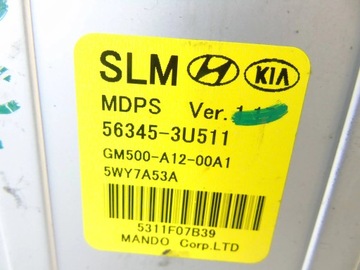 SLM KIA
MDPS Ver.
56345-3U511
GM500-A12-00A1
5WY7A53A
5311F07B39
MANDO Corp.LTD